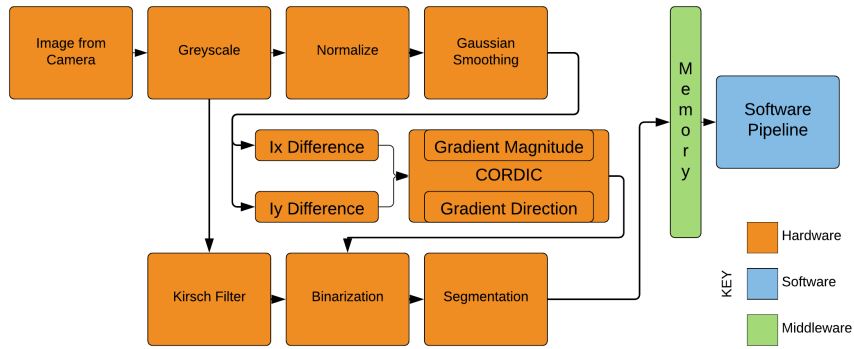 Image from
Camera
Greyscale
Normalize
Gaussian
Smoothing
Ix Difference
Iy Difference
Gradient Magnitude
CORDIC
Gradient Direction
Kirsch Filter
Binarization
Segmentation
Memory
Software
Pipeline
KEY
Hardware
Software
Middleware